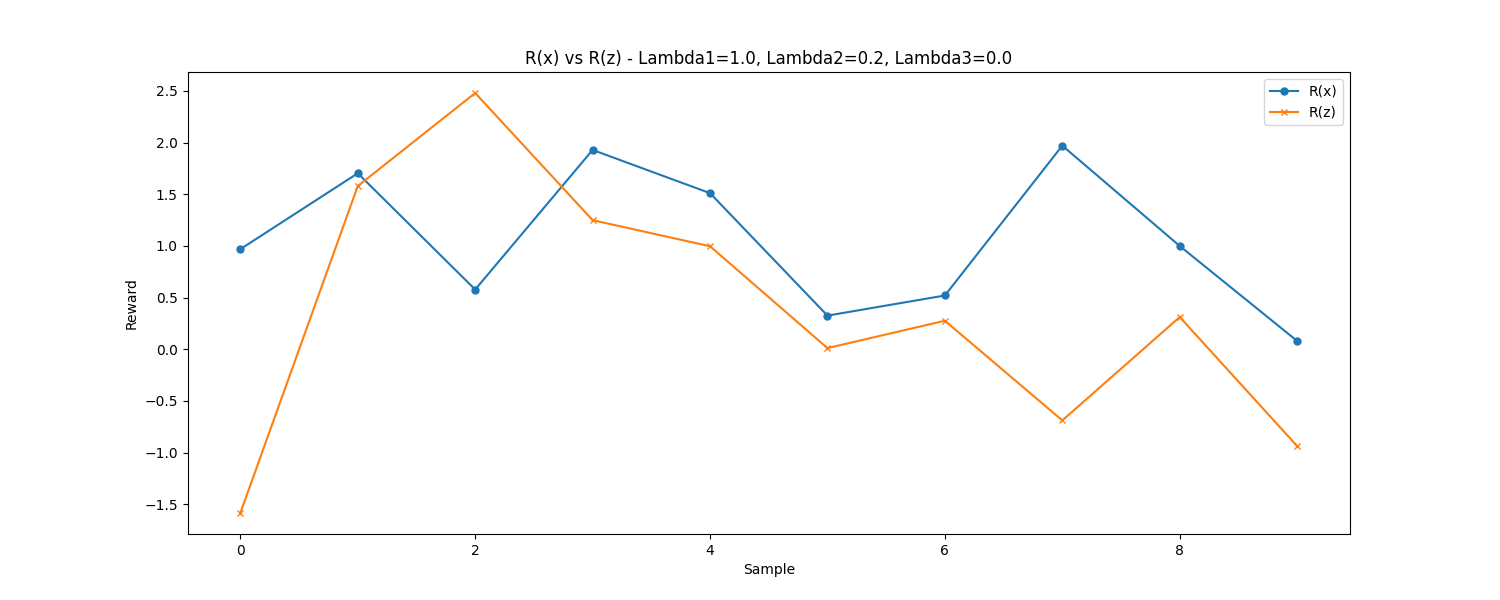 R(x) vs R(z) - Lambda1=1.0, Lambda2=0.2, Lambda3=0.0
R(x)
R(z)
2.5
2.0
1.5
1.0
0.5
0.0
−0.5
−1.0
−1.5
Reward
0 2 4 6 8
Sample